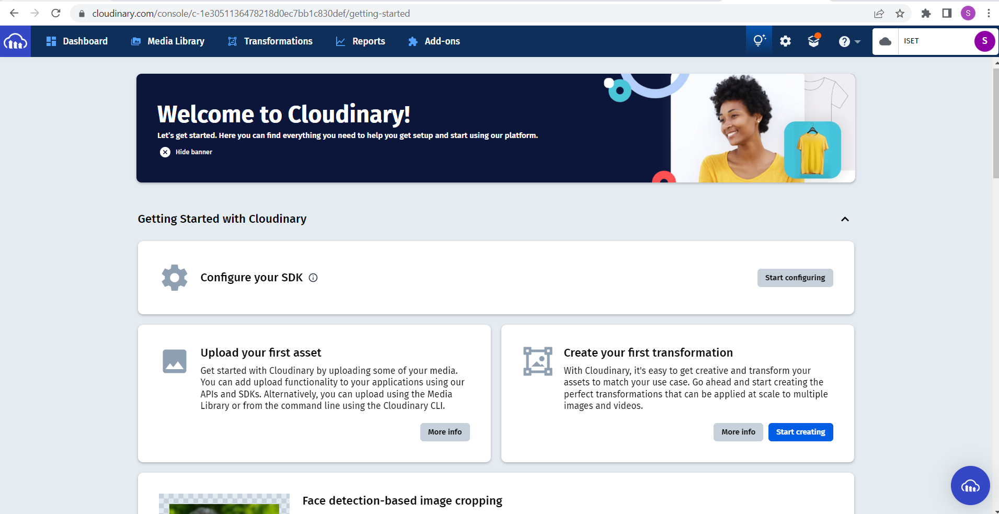 cloudinary.com/console/c-1e3051136478218d0ec7bb1c830def/getting-started
S
Dashboard
Media Library
Transformations
Reports
Add-ons
?
ISET
S
Welcome to Cloudinary!
Let's get started. Here you can find everything you need to help you get setup and start using our platform.
Hide banner
Getting Started with Cloudinary
Configure your SDK
Start configuring
Upload your first asset
Get started with Cloudinary by uploading some of your media.
You can add upload functionality to your applications using our
APIs and SDKs. Alternatively, you can upload using the Media
Library or from the command line using the Cloudinary CLI.
More info
Create your first transformation
With Cloudinary, it's easy to get creative and transform your
assets to match your use case. Go ahead and start creating the
perfect transformations that can be applied at scale to multiple
images and videos.
More info
Start creating
Face detection-based image cropping